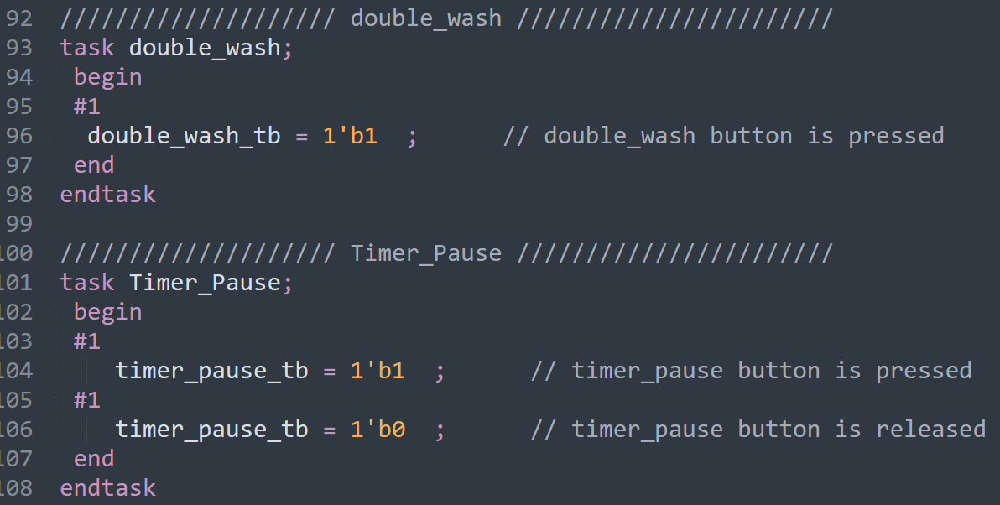 92 //////////////////// double_wash ///////////////////////
93 task double_wash;
94 begin
95 #1
96 double_wash_tb = 1'b1 ; // double_wash button is pressed
97 end
98 endtask
99
100 //////////////////// Timer_Pause ///////////////////////
101 task Timer_Pause;
102 begin
103 #1
104 timer_pause_tb = 1'b1 ; // timer_pause button is pressed
105 #1
106 timer_pause_tb = 1'b0 ; // timer_pause button is released
107 end
108 endtask